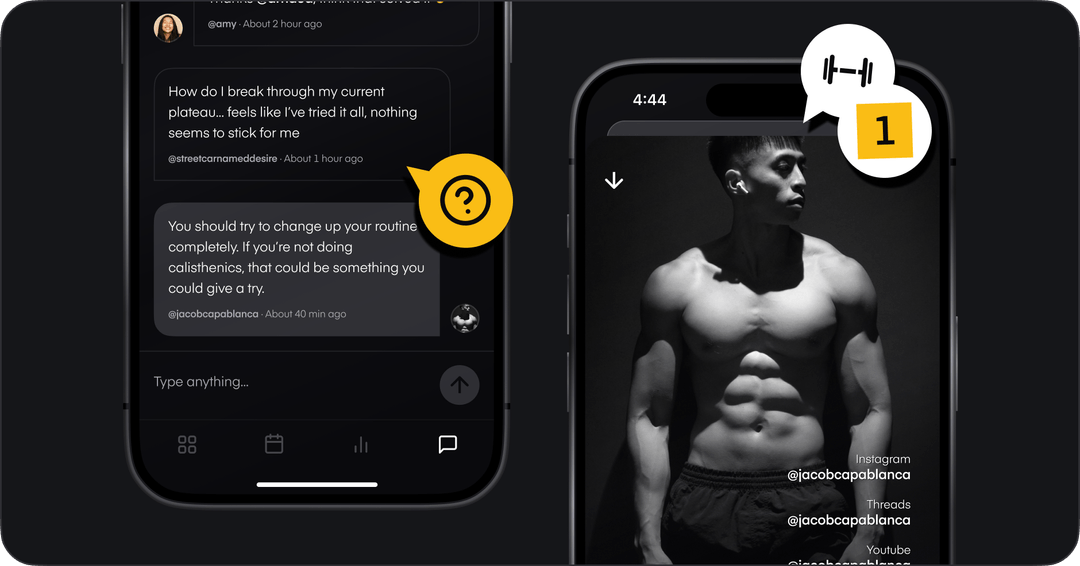 @amy · About 2 hour ago
How do I break through my current
plateau... feels like I've tried it all, nothing
seems to stick for me
@streetcarnameddesire · About 1 hour ago
You should try to change up your routine
completely. If you're not doing
calisthenics, that could be something you
could give a try.
@jacobcapablanca · About 40 min ago
Type anything...
?
4:44
1
Instagram
@jacobcapablanca
Threads
@jacobcapablanca
Youtube
@jacobcapablanca